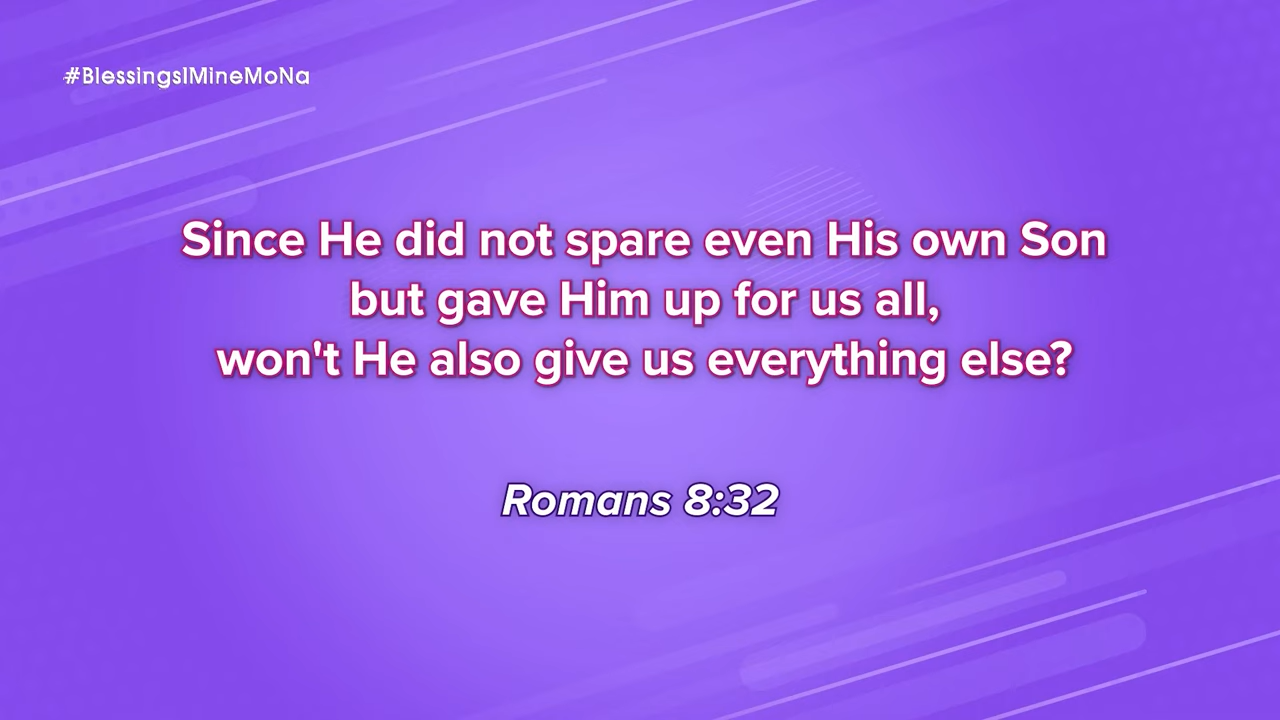 #BlessingsIMineMoNa
Since He did not spare even His own Son
but gave Him up for us all,
won't He also give us everything else?
Romans 8:32